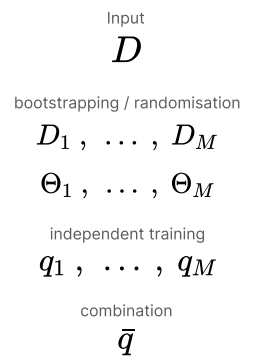 Input
D
bootstrapping / randomisation
D₁ , … , D_M
Θ₁ , … , Θ_M
independent training
q₁ , … , q_M
combination
q̄